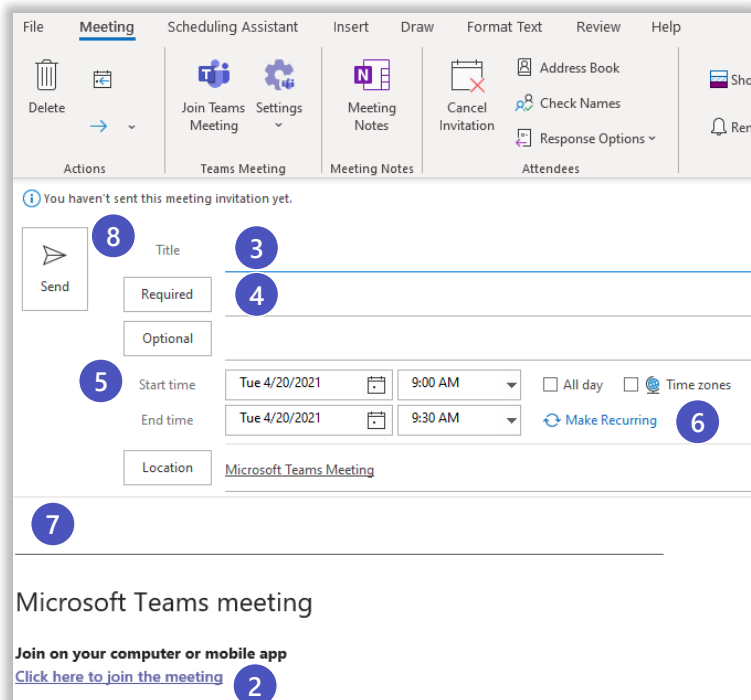 File Meeting Scheduling Assistant Insert Draw Format Text Review Help
Delete
Join Teams Meeting
Settings
Meeting Notes
Cancel Invitation
Address Book
Check Names
Response Options
Sho
Ren
Actions Teams Meeting Meeting Notes Attendees
You haven't sent this meeting invitation yet.
8
Send
Title 3
Required 4
Optional
5
Start time Tue 4/20/2021 9:00 AM All day Time zones
End time Tue 4/20/2021 9:30 AM Make Recurring 6
Location Microsoft Teams Meeting
7
Microsoft Teams meeting
Join on your computer or mobile app
Click here to join the meeting 2